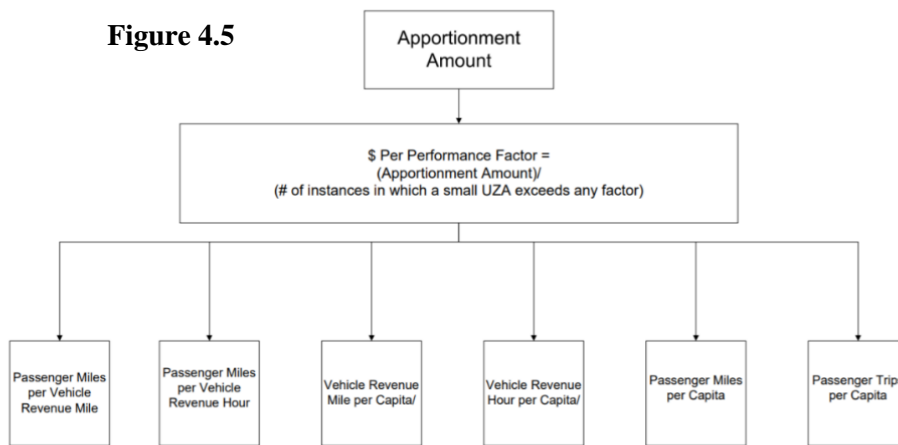 Figure 4.5
Apportionment
Amount
$ Per Performance Factor =
(Apportionment Amount)/
(# of instances in which a small UZA exceeds any factor)
Passenger Miles
per Vehicle
Revenue Mile
Passenger Miles
per Vehicle
Revenue Hour
Vehicle Revenue
Mile per Capita/
Vehicle Revenue
Hour per Capita/
Passenger Miles
per Capita
Passenger Trip
per Capita